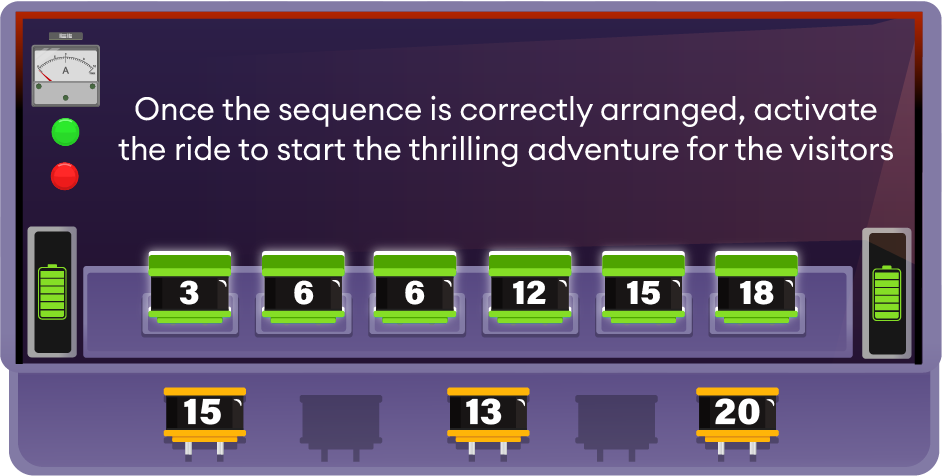 A
Once the sequence is correctly arranged, activate
the ride to start the thrilling adventure for the visitors
3 6 6 12 15 18
15 13 20